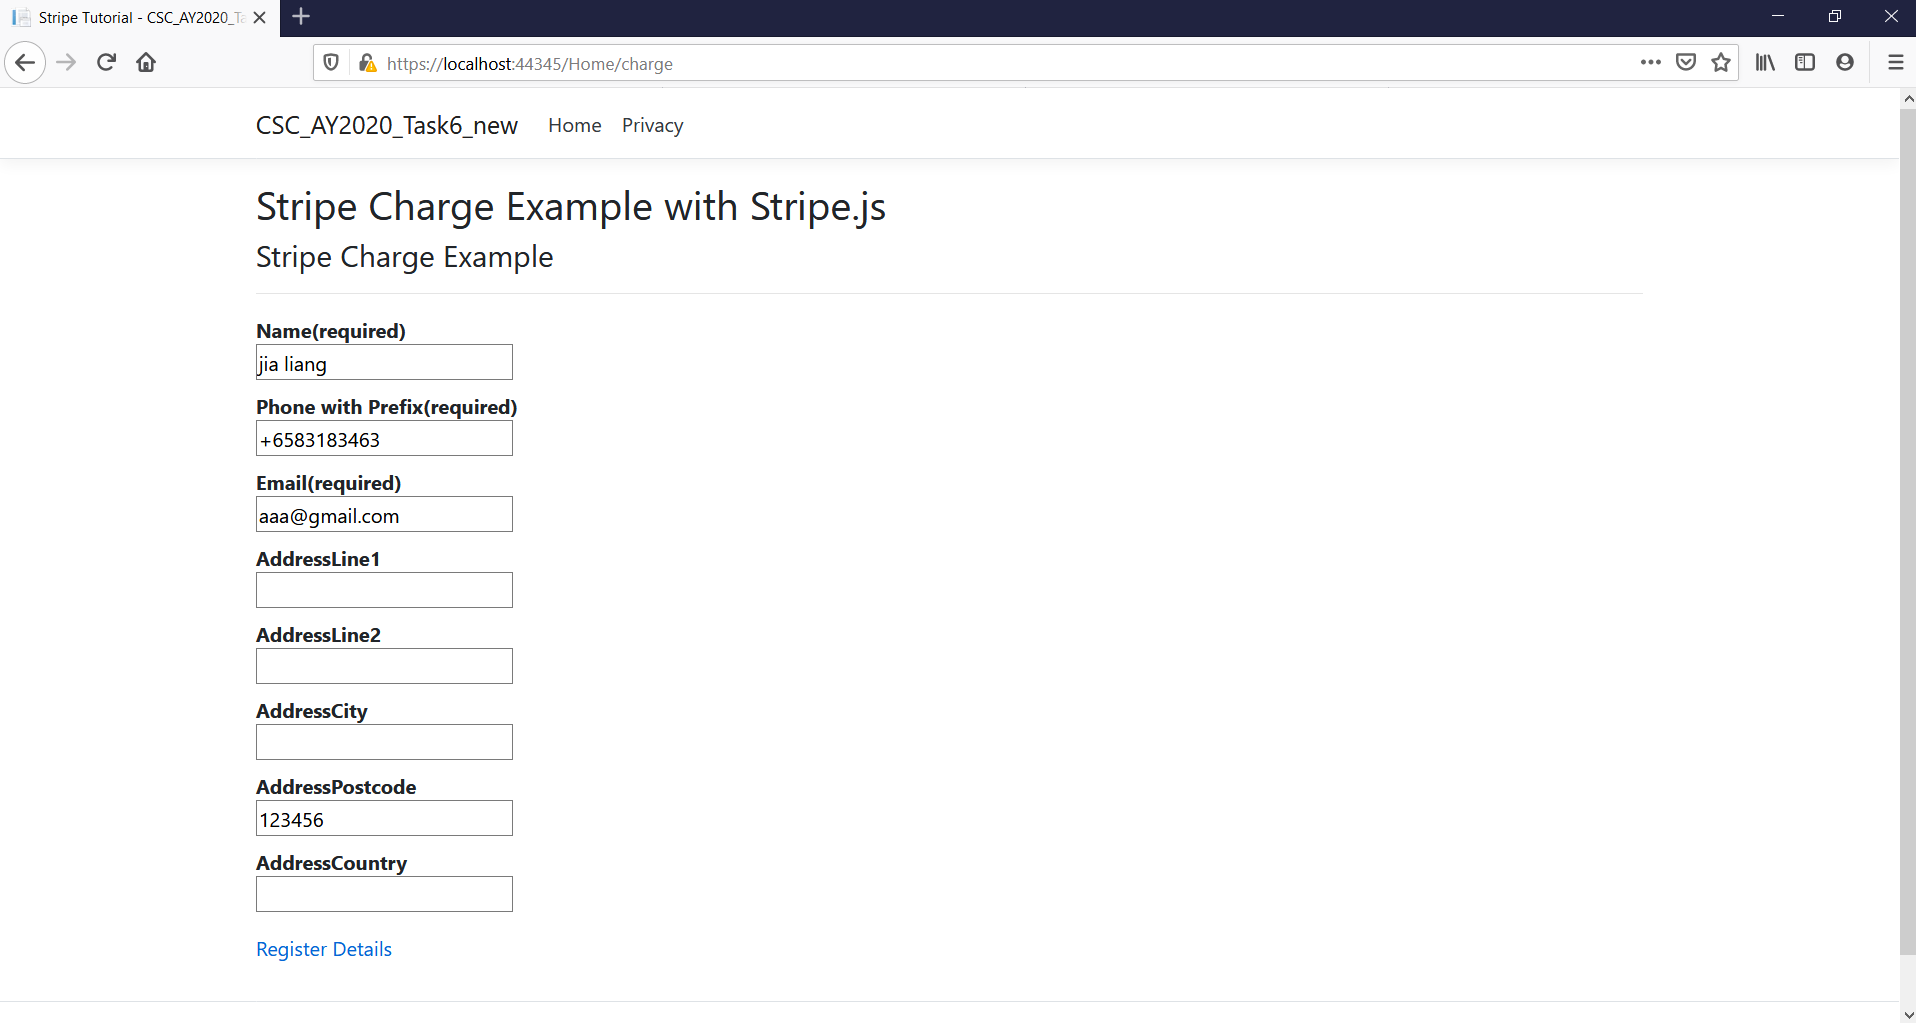 Stripe Tutorial - CSC_AY2020_Ta
https://localhost:44345/Home/charge
CSC_AY2020_Task6_new Home Privacy
Stripe Charge Example with Stripe.js
Stripe Charge Example
Name(required)
jia liang
Phone with Prefix(required)
+6583183463
Email(required)
aaa@gmail.com
AddressLine1
AddressLine2
AddressCity
AddressPostcode
123456
AddressCountry
Register Details